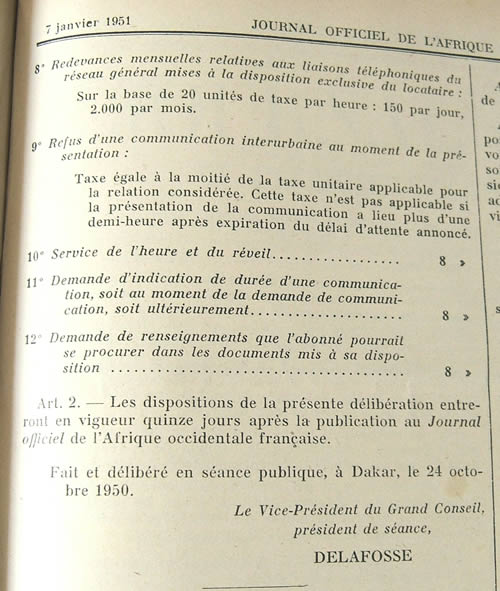 7 janvier 1951 JOURNAL OFFICIEL DE L'AFRIQUE
8° Redevances mensuelles relatives aux liaisons téléphoniques du
réseau général mises à la disposition exclusive du locataire :
Sur la base de 20 unités de taxe par heure : 150 par jour,
2.000 par mois.
9° Refus d'une communication interurbaine au moment de la pré-
sentation :
Taxe égale à la moitié de la taxe unitaire applicable pour
la relation considérée. Cette taxe n'est pas applicable si
la présentation de la communication a lieu plus d'une
demi-heure après expiration du délai d'attente annoncé.
10° Service de l'heure et du réveil.................. 8 »
11° Demande d'indication de durée d'une communica-
tion, soit au moment de la demande de communi-
cation, soit ultérieurement.................... 8 »
12° Demande de renseignements que l'abonné pourrait
se procurer dans les documents mis à sa dispo-
sition ...................................... 8 »
Art. 2. — Les dispositions de la présente délibération entre-
ront en vigueur quinze jours après la publication au Journal
officiel de l'Afrique occidentale française.
Fait et délibéré en séance publique, à Dakar, le 24 octo-
bre 1950.
Le Vice-Président du Grand Conseil,
président de séance,
DELAFOSSE